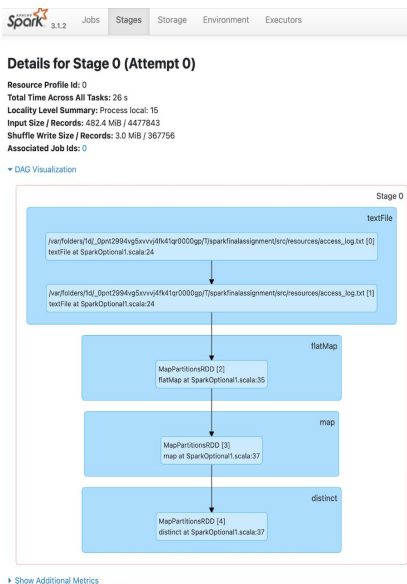 APACHE
Spark 3.1.2 Jobs Stages Storage Environment Executors
Details for Stage 0 (Attempt 0)
Resource Profile Id: 0
Total Time Across All Tasks: 26 s
Locality Level Summary: Process local: 15
Input Size / Records: 482.4 MiB / 4477843
Shuffle Write Size / Records: 3.0 MiB / 367756
Associated Job Ids: 0
DAG Visualization
Stage 0
textFile
/var/folders/1d/_0pnt2994vg5xvvvj4fk41qr0000gp/T/sparkfinalassignment/src/resources/access_log.txt [0]
textFile at SparkOptional1.scala:24
/var/folders/1d/_0pnt2994vg5xvvvj4fk41qr0000gp/T/sparkfinalassignment/src/resources/access_log.txt [1]
textFile at SparkOptional1.scala:24
flatMap
MapPartitionsRDD [2]
flatMap at SparkOptional1.scala:35
map
MapPartitionsRDD [3]
map at SparkOptional1.scala:37
distinct
MapPartitionsRDD [4]
distinct at SparkOptional1.scala:37
Show Additional Metrics